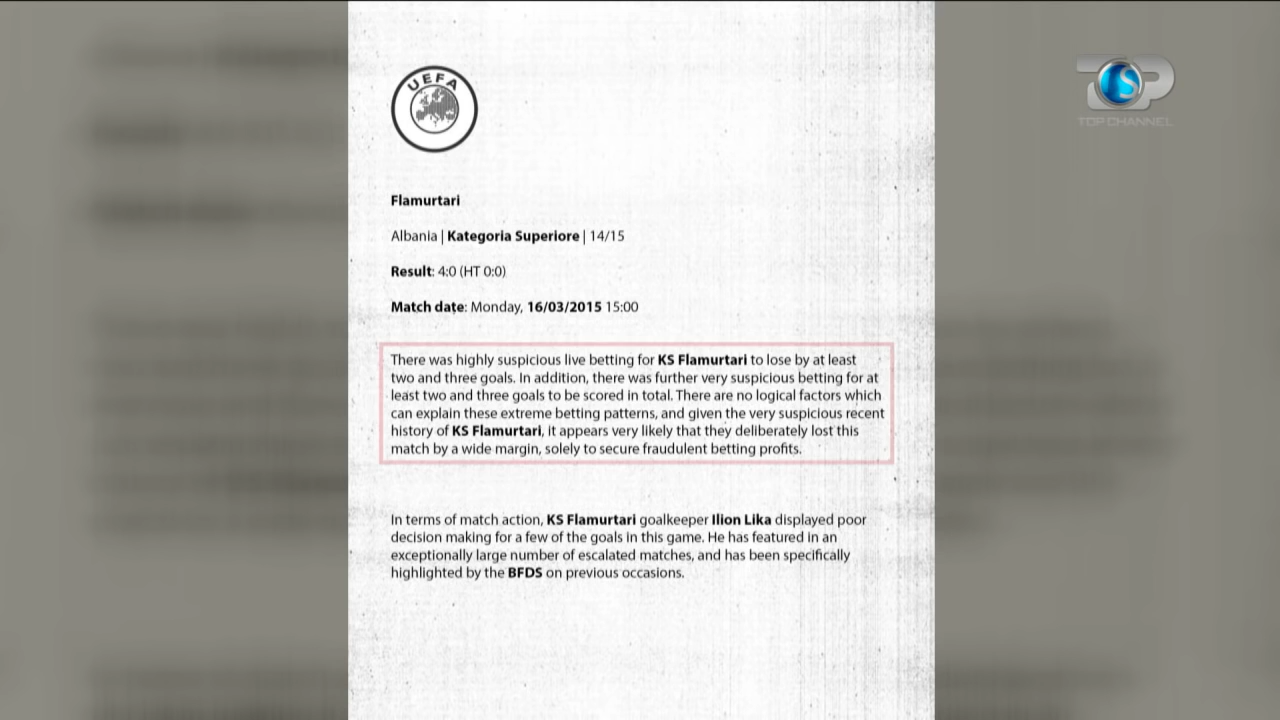 UEFA
TOP CHANNEL
Flamurtari
Albania | Kategoria Superiore | 14/15
Result: 4:0 (HT 0:0)
Match date: Monday, 16/03/2015 15:00
There was highly suspicious live betting for KS Flamurtari to lose by at least
two and three goals. In addition, there was further very suspicious betting for at
least two and three goals to be scored in total. There are no logical factors which
can explain these extreme betting patterns, and given the very suspicious recent
history of KS Flamurtari, it appears very likely that they deliberately lost this
match by a wide margin, solely to secure fraudulent betting profits.
In terms of match action, KS Flamurtari goalkeeper Ilion Lika displayed poor
decision making for a few of the goals in this game. He has featured in an
exceptionally large number of escalated matches, and has been specifically
highlighted by the BFDS on previous occasions.